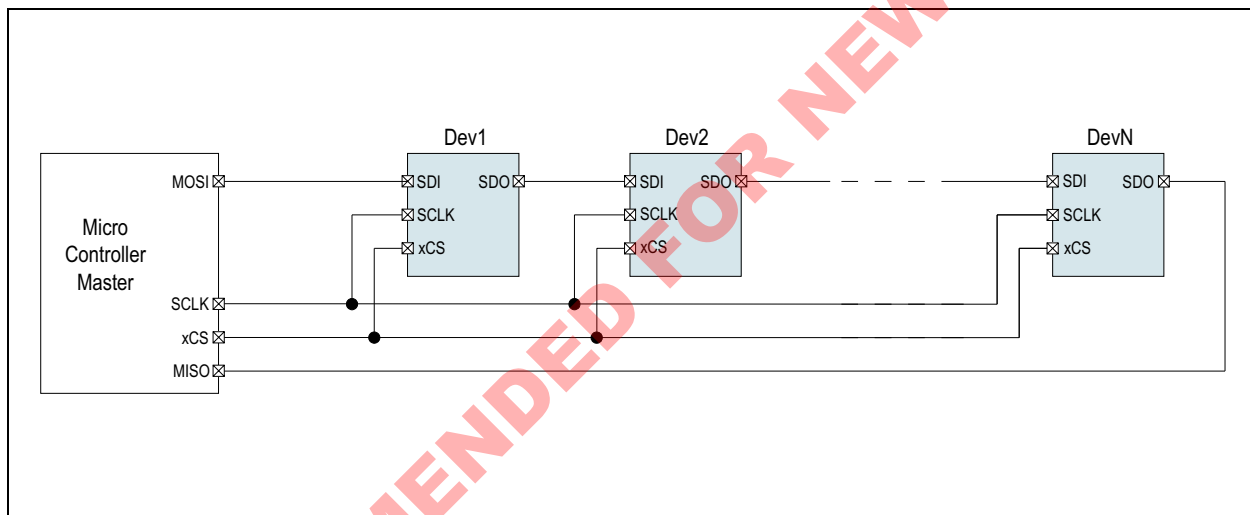 Dev1
Dev2
DevN
MOSI
SDI
SDO
SDI
SDO
SDI
SDO
SCLK
SCLK
SCLK
xCS
xCS
xCS
Micro
Controller
Master
SCLK
xCS
MISO
MENDED FOR NEW